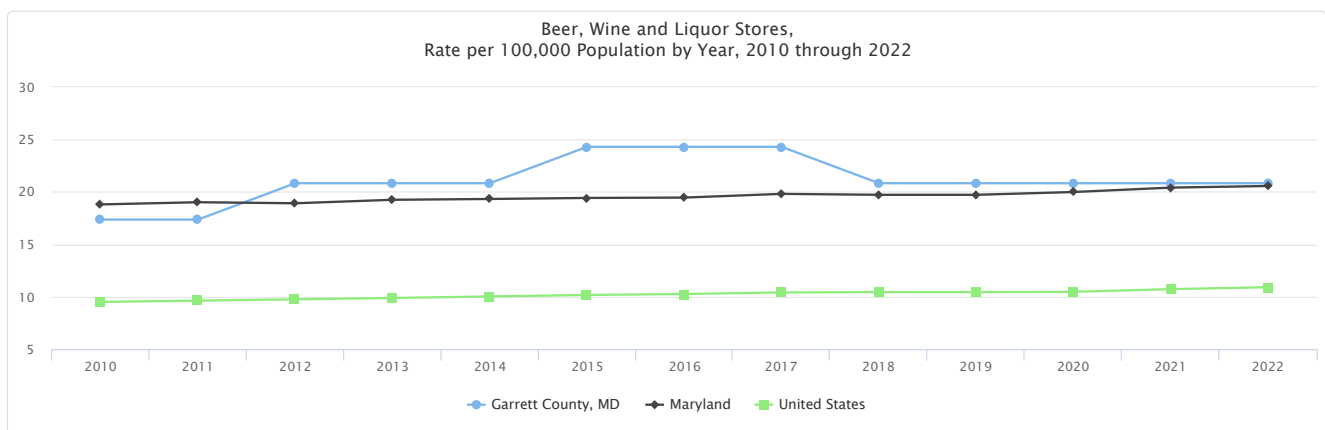 Beer, Wine and Liquor Stores,
Rate per 100,000 Population by Year, 2010 through 2022
30
25
20
15
10
5
2010 2011 2012 2013 2014 2015 2016 2017 2018 2019 2020 2021 2022
Garrett County, MD Maryland United States